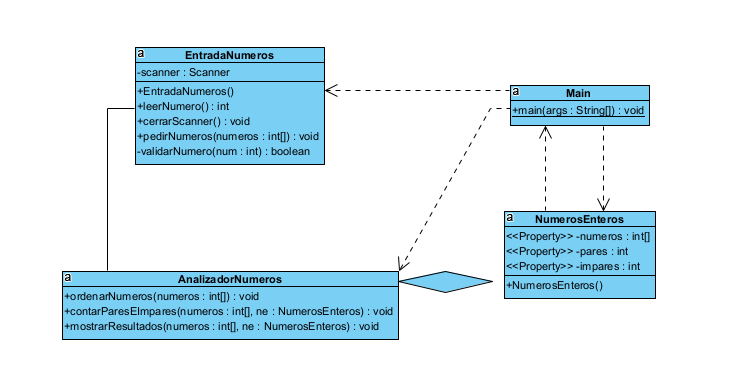 a
EntradaNumeros
-scanner : Scanner
+EntradaNumeros()
+leerNumero() : int
+cerrarScanner() : void
+pedirNumeros(numeros : int[]) : void
-validarNumero(num : int) : boolean
a
Main
+main(args : String[]) : void
a
NumerosEnteros
<<Property>> -numeros : int[]
<<Property>> -pares : int
<<Property>> -impares : int
+NumerosEnteros()
a
AnalizadorNumeros
+ordenarNumeros(numeros : int[]) : void
+contarParesEImpares(numeros : int[], ne : NumerosEnteros) : void
+mostrarResultados(numeros : int[], ne : NumerosEnteros) : void